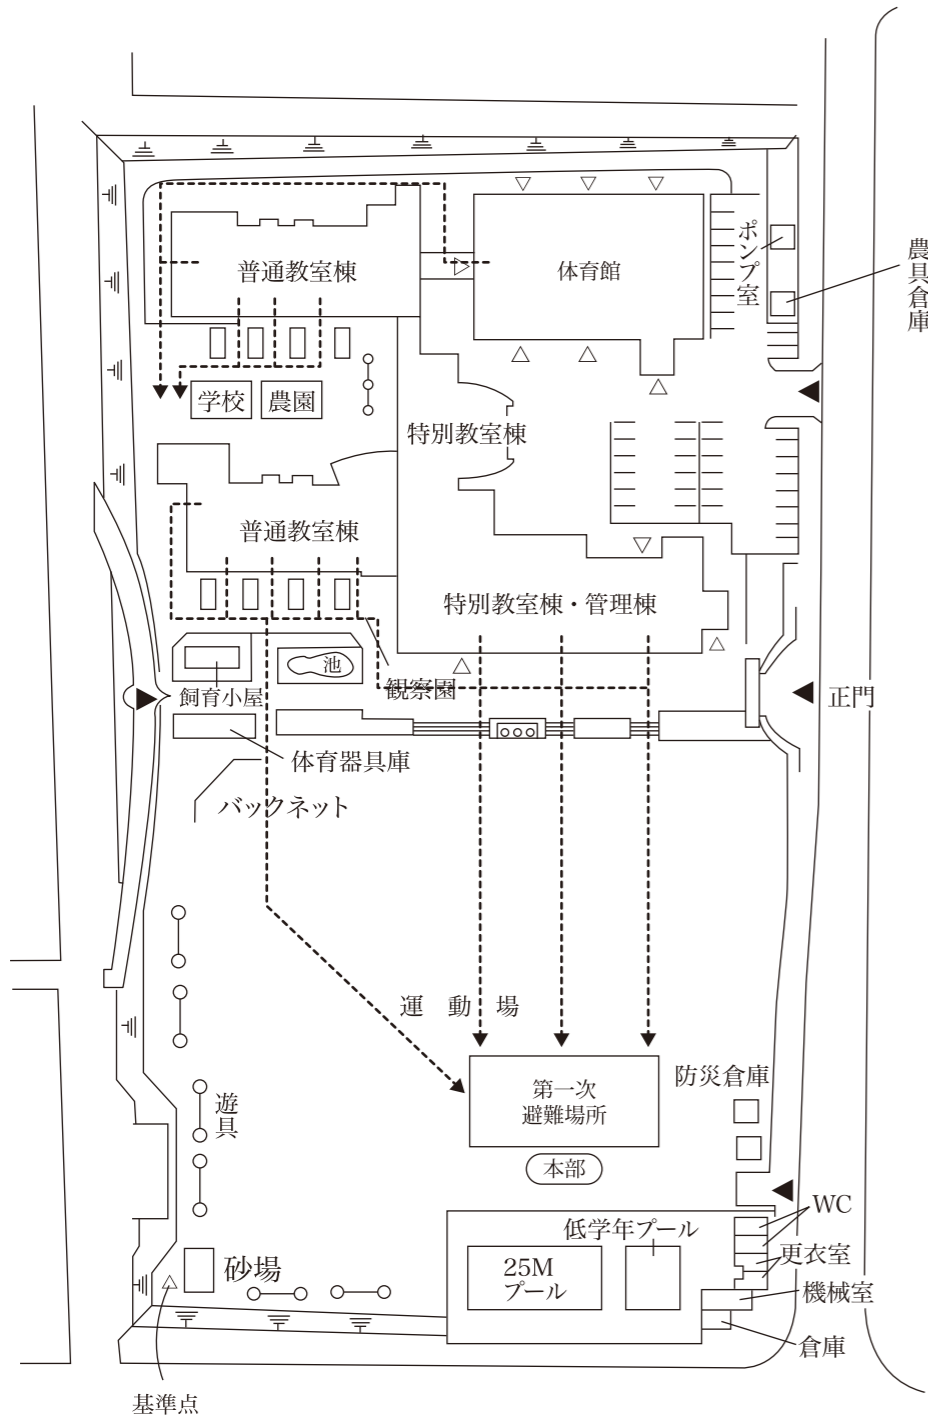 普通教室棟
体育館
ポンプ室
農具倉庫
学校
農園
特別教室棟
普通教室棟
特別教室棟・管理棟
池
飼育小屋
観察園
正門
体育器具庫
バックネット
運動場
第一次
避難場所
防災倉庫
遊具
本部
WC
低学年プール
更衣室
砂場
25M
プール
機械室
倉庫
基準点